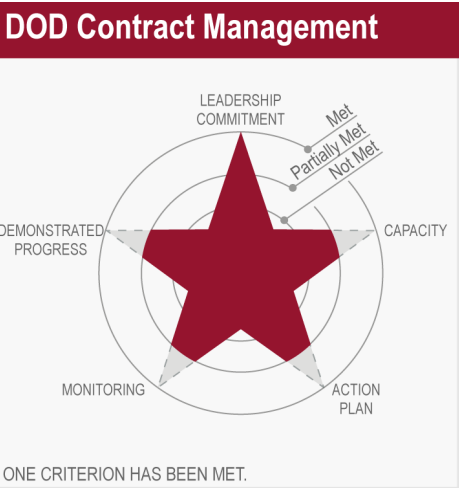 DOD Contract Management
LEADERSHIP
COMMITMENT
Met
Partially Met
Not Met
DEMONSTRATED
PROGRESS
CAPACITY
MONITORING
ACTION
PLAN
ONE CRITERION HAS BEEN MET.